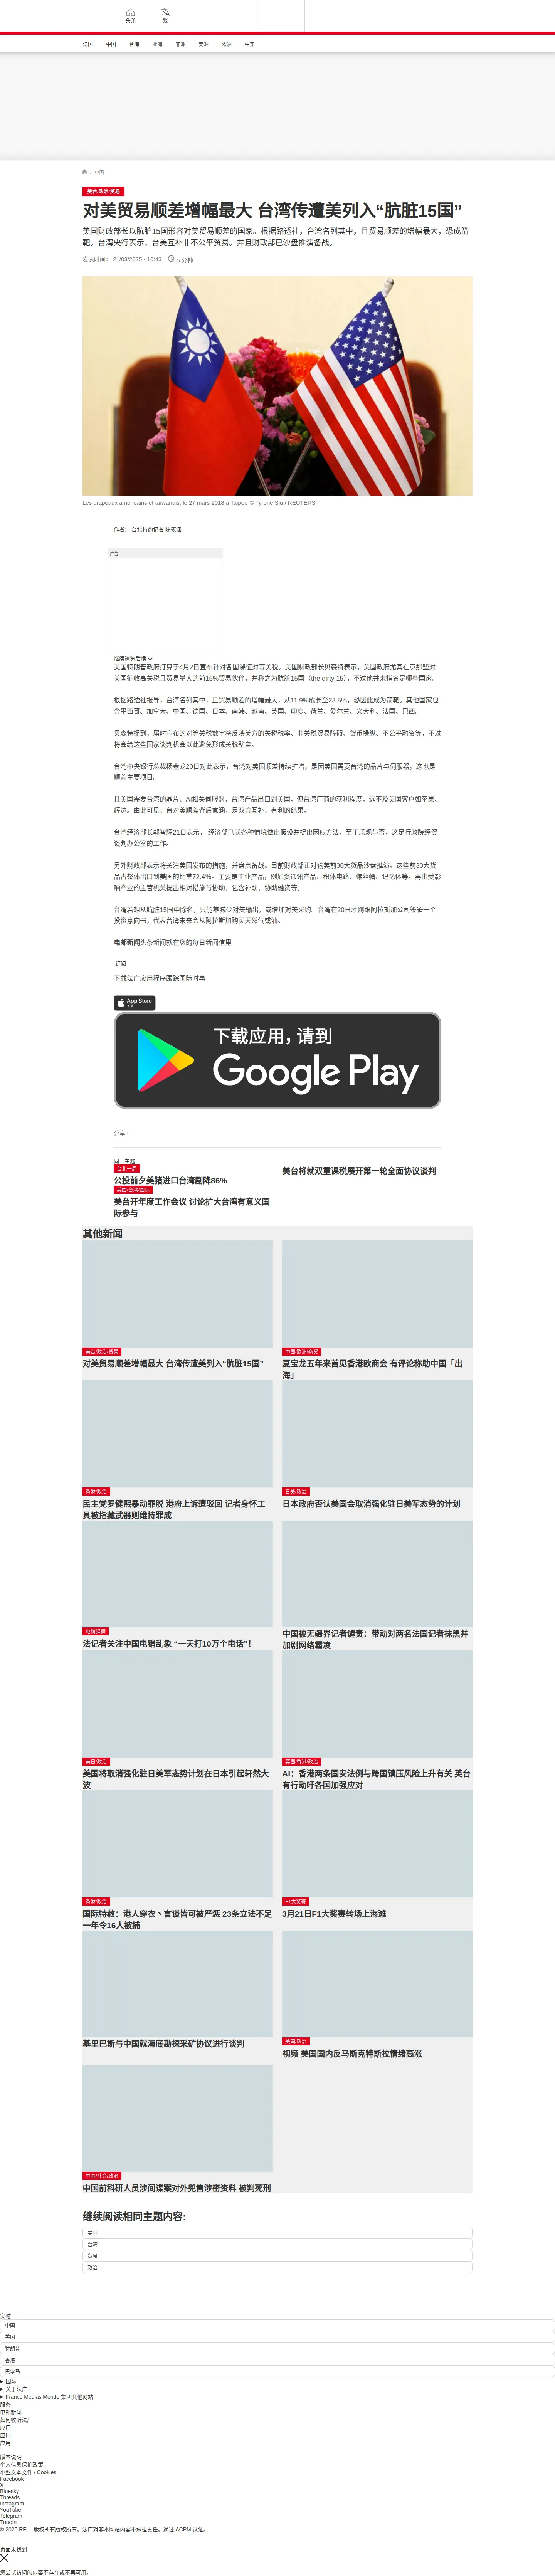 头条
繁
法国
中国
台海
亚洲
非洲
美洲
欧洲
中东
/ 中国
美台/政治/贸易
对美贸易顺差增幅最大 台湾传遭美列入“肮脏15国”
美国财政部长以肮脏15国形容对美贸易顺差的国家。根据路透社，台湾名列其中，且贸易顺差的增幅最大，恐成箭
靶。台湾央行表示，台美互补非不公平贸易。并且财政部已沙盘推演备战。
发表时间： 21/03/2025 - 10:43
5 分钟
Les drapeaux américains et taïwanais, le 27 mars 2018 à Taipei. © Tyrone Siu / REUTERS
作者： 台北特约记者 陈筱涵
广告
继续浏览后续
美国特朗普政府打算于4月2日宣布针对各国课征对等关税。美国财政部长贝森特表示，美国政府尤其在意那些对
美国征收高关税且贸易量大的前15%贸易伙伴，并称之为肮脏15国（the dirty 15），不过他并未指名是哪些国家。
根据路透社报导，台湾名列其中，且贸易顺差的增幅最大，从11.9%成长至23.5%，恐因此成为箭靶。其他国家包
含墨西哥、加拿大、中国、德国、日本、南韩、越南、英国、印度、荷兰、爱尔兰、义大利、法国、巴西。
贝森特提到，届时宣布的对等关税数字将反映美方的关税税率、非关税贸易障碍、货币操纵、不公平融资等，不过
将会给这些国家谈判机会以此避免形成关税壁垒。
台湾中央银行总裁杨金龙20日对此表示，台湾对美国顺差持续扩增，是因美国需要台湾的晶片与伺服器，这也是
顺差主要项目。
且美国需要台湾的晶片、AI相关伺服器，台湾产品出口到美国，但台湾厂商的获利程度，远不及美国客户如苹果、
辉达。由此可见，台对美顺差背后意涵，是双方互补、有利的结果。
台湾经济部长郭智辉21日表示， 经济部已就各种情境做出假设并提出因应方法，至于乐观与否，这是行政院经贸
谈判办公室的工作。
另外财政部表示将关注美国发布的措施，并盘点备战。目前财政部正对输美前30大货品沙盘推演。这些前30大货
品占整体出口到美国的比重72.4%。主要是工业产品，例如资通讯产品、积体电路、螺丝帽、记忆体等。再由受影
响产业的主管机关提出相对措施与协助，包含补助、协助融资等。
台湾若想从肮脏15国中除名，只能靠减少对美输出，或增加对美采购。台湾在20日才刚跟阿拉斯加公司签署一个
投资意向书，代表台湾未来会从阿拉斯加购买天然气或油。
电邮新闻头条新闻就在您的每日新闻信里
订阅
下载法广应用程序跟踪国际时事
App Store
下载
下载应用，请到
Google Play
分享 :
同一主题
台北一周
公投前夕美猪进口台湾剧降86%
美国/台湾/国际
美台开年度工作会议 讨论扩大台湾有意义国
际参与
美台将就双重课税展开第一轮全面协议谈判
其他新闻
美台/政治/贸易
对美贸易顺差增幅最大 台湾传遭美列入“肮脏15国”
中国/欧洲/商贸
夏宝龙五年来首见香港欧商会 有评论称助中国「出
海」
香港/政治
民主党罗健熙暴动罪脱 港府上诉遭驳回 记者身怀工
具被指藏武器则维持罪成
日美/政治
日本政府否认美国会取消强化驻日美军态势的计划
电销猖獗
法记者关注中国电销乱象 “一天打10万个电话”！
中国被无疆界记者谴责：带动对两名法国记者抹黑并
加剧网络霸凌
美日/政治
美国将取消强化驻日美军态势计划在日本引起轩然大
波
英国/香港/政治
AI：香港两条国安法例与跨国镇压风险上升有关 英台
有行动吁各国加强应对
香港/政治
国际特赦：港人穿衣丶言谈皆可被严惩 23条立法不足
一年令16人被捕
F1大奖赛
3月21日F1大奖赛转场上海滩
基里巴斯与中国就海底勘探采矿协议进行谈判
美国/政治
视频 美国国内反马斯克特斯拉情绪高涨
中国/社会/政治
中国前科研人员涉间谍案对外兜售涉密资料 被判死刑
继续阅读相同主题内容:
美国
台湾
贸易
政治
实时
中国
美国
特朗普
香港
巴拿马
国际
关于法广
France Médias Monde 集团其他网站
服务
电邮新闻
如何收听法广
应用
应用
应用
版本说明
个人信息保护政策
小型文本文件 / Cookies
Facebook
X
Bluesky
Threads
Instagram
YouTube
Telegram
TuneIn
© 2025 RFI – 版权所有版权所有。法广对非本网站内容不承担责任。通过 ACPM 认证。
页面未找到
您尝试访问的内容不存在或不再可用。